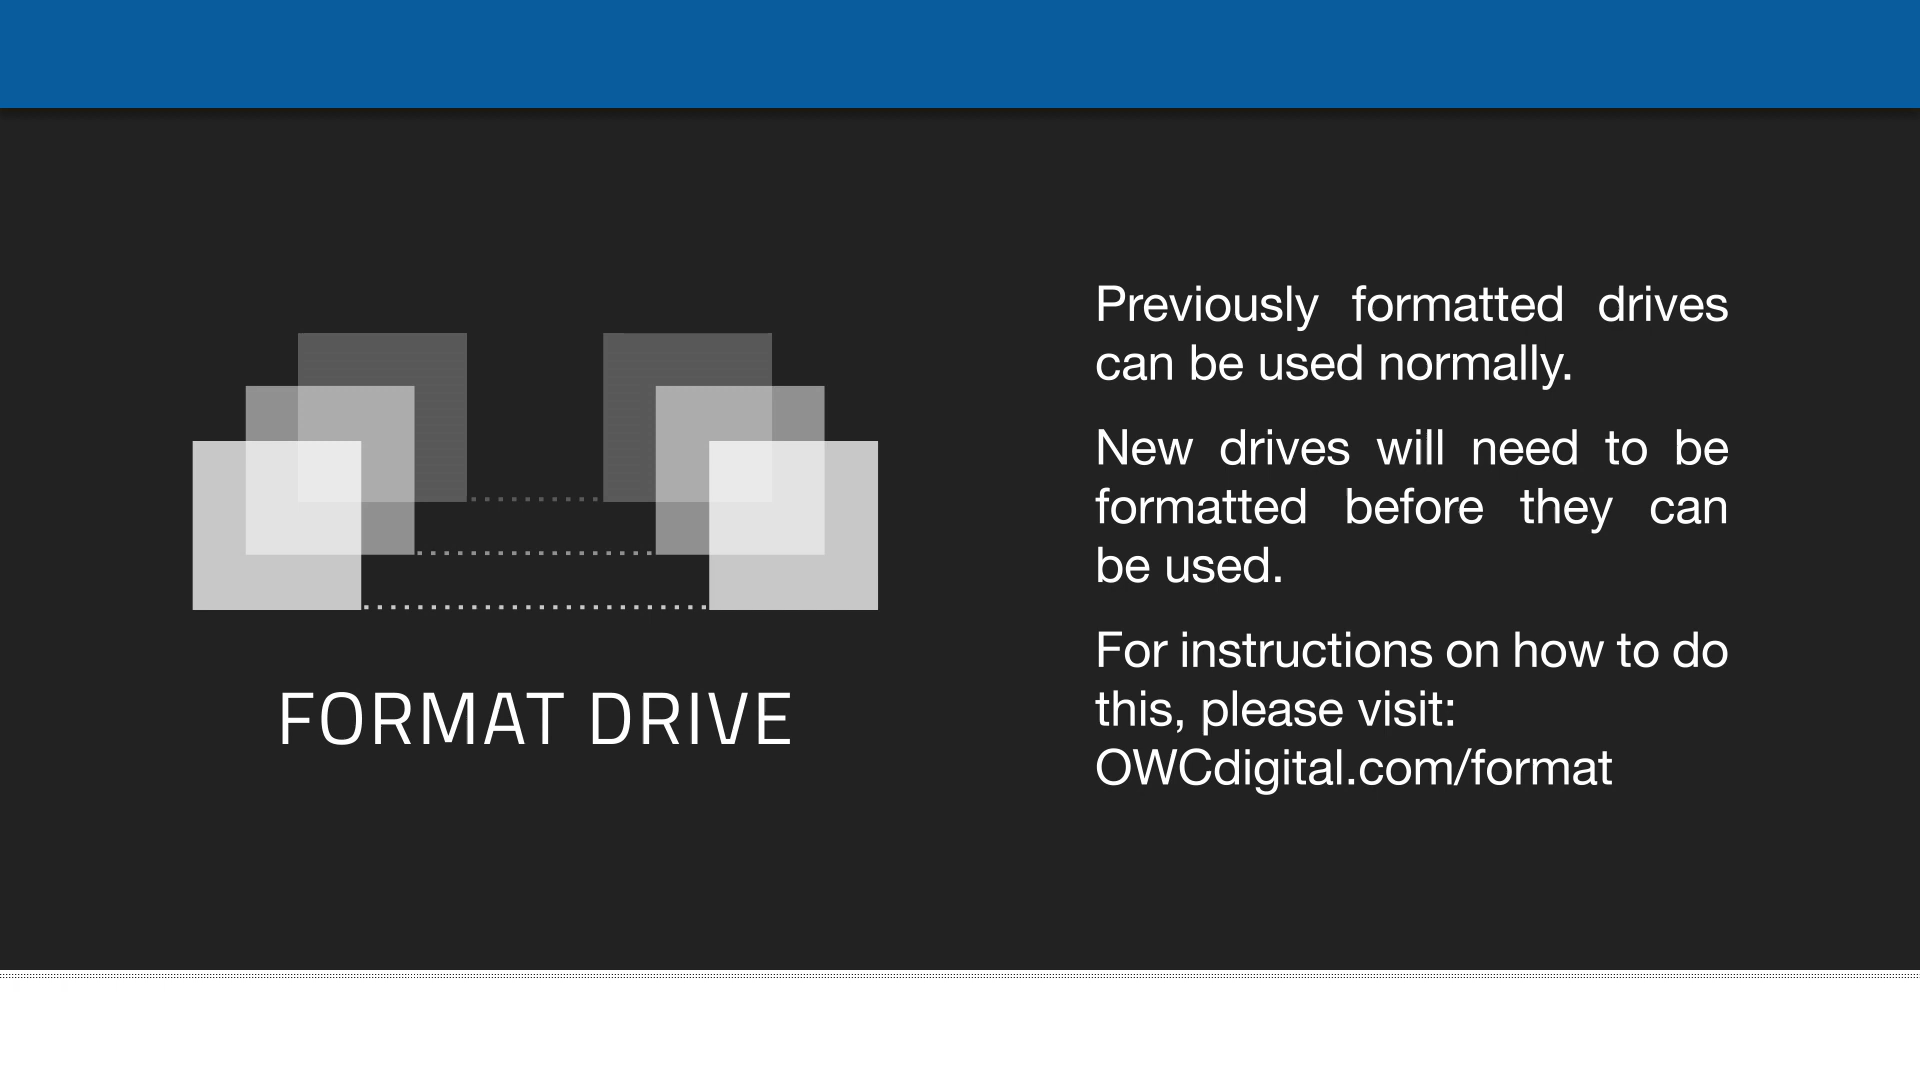 FORMAT DRIVE
Previously formatted drives
can be used normally.
New drives will need to be
formatted before they can
be used.
For instructions on how to do
this, please visit:
OWCdigital.com/format